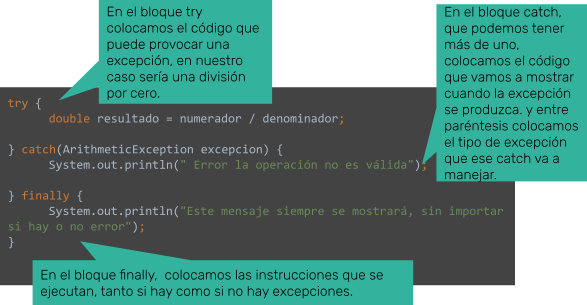 En el bloque try
colocamos el código que
puede provocar una
excepción, en nuestro
caso sería una división
por cero.
En el bloque catch,
que podemos tener
más de uno,
colocamos el código
que vamos a mostrar
cuando la excepción
se produzca. y entre
paréntesis colocamos
el tipo de excepción
que ese catch va a
manejar.
try {
double resultado = numerador / denominador;
} catch(ArithmeticException excepcion) {
System.out.println(" Error la operación no es válida");
} finally {
System.out.println("Este mensaje siempre se mostrará, sin importar
si hay o no error");
}
En el bloque finally,  colocamos las instrucciones que se
ejecutan, tanto si hay como si no hay excepciones.